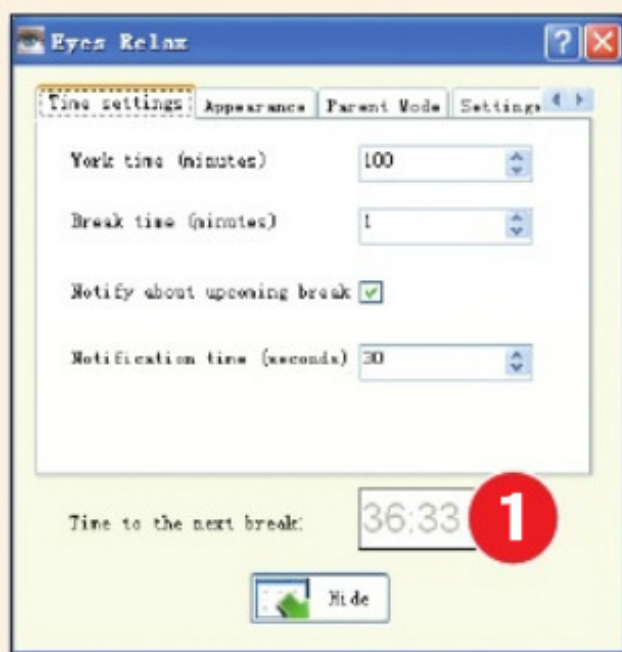 Eyes Relax
Time settings Appearance Parent Mode Settings
Work time (minutes) 100
Break time (minutes) 1
Notify about upcoming break
Notification time (seconds) 30
Time to the next break: 36:33 1
Hide